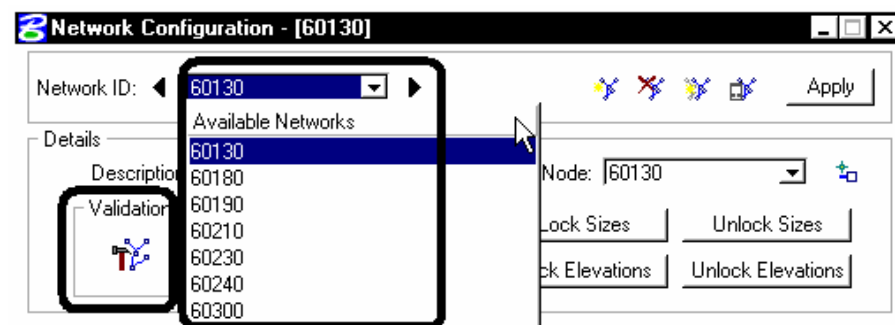 Network Configuration - [60130]
Network ID: 60130 Apply
Available Networks
Details
60130
Description Node: 60130
60180
Validation
60190
Lock Sizes Unlock Sizes
60210
60230
Elevations Unlock Elevations
60240
60300